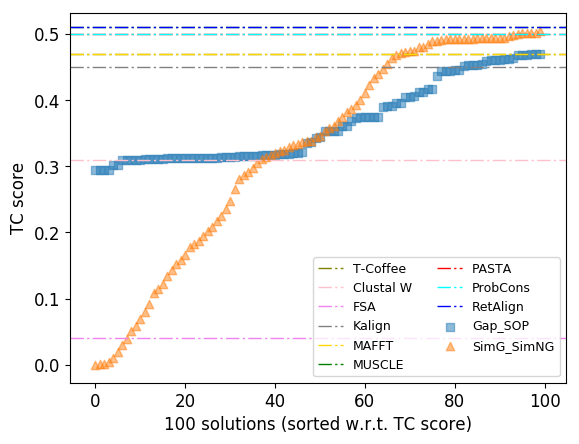 0.5
0.4
0.3
0.2
0.1
0.0
TC score
T-Coffee
Clustal W
FSA
Kalign
MAFFT
MUSCLE
PASTA
ProbCons
RetAlign
Gap_SOP
SimG_SimNG
0 20 40 60 80 100
100 solutions (sorted w.r.t. TC score)